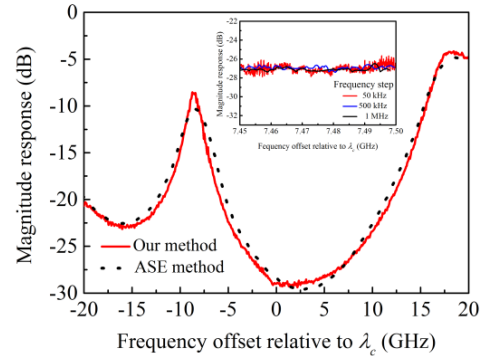 Magnitude response (dB)
0
-5
-10
-15
-20
-25
-30
-20
-15
-10
-5
0
5
10
15
20
Frequency offset relative to λc (GHz)
Our method
ASE method
Magnitude response (dB)
-22
-24
-26
-28
-30
-32
7.45
7.46
7.47
7.48
7.49
7.50
Fequency offset relative to λc (GHz)
Frequency step
50 kHz
500 kHz
1 MHz